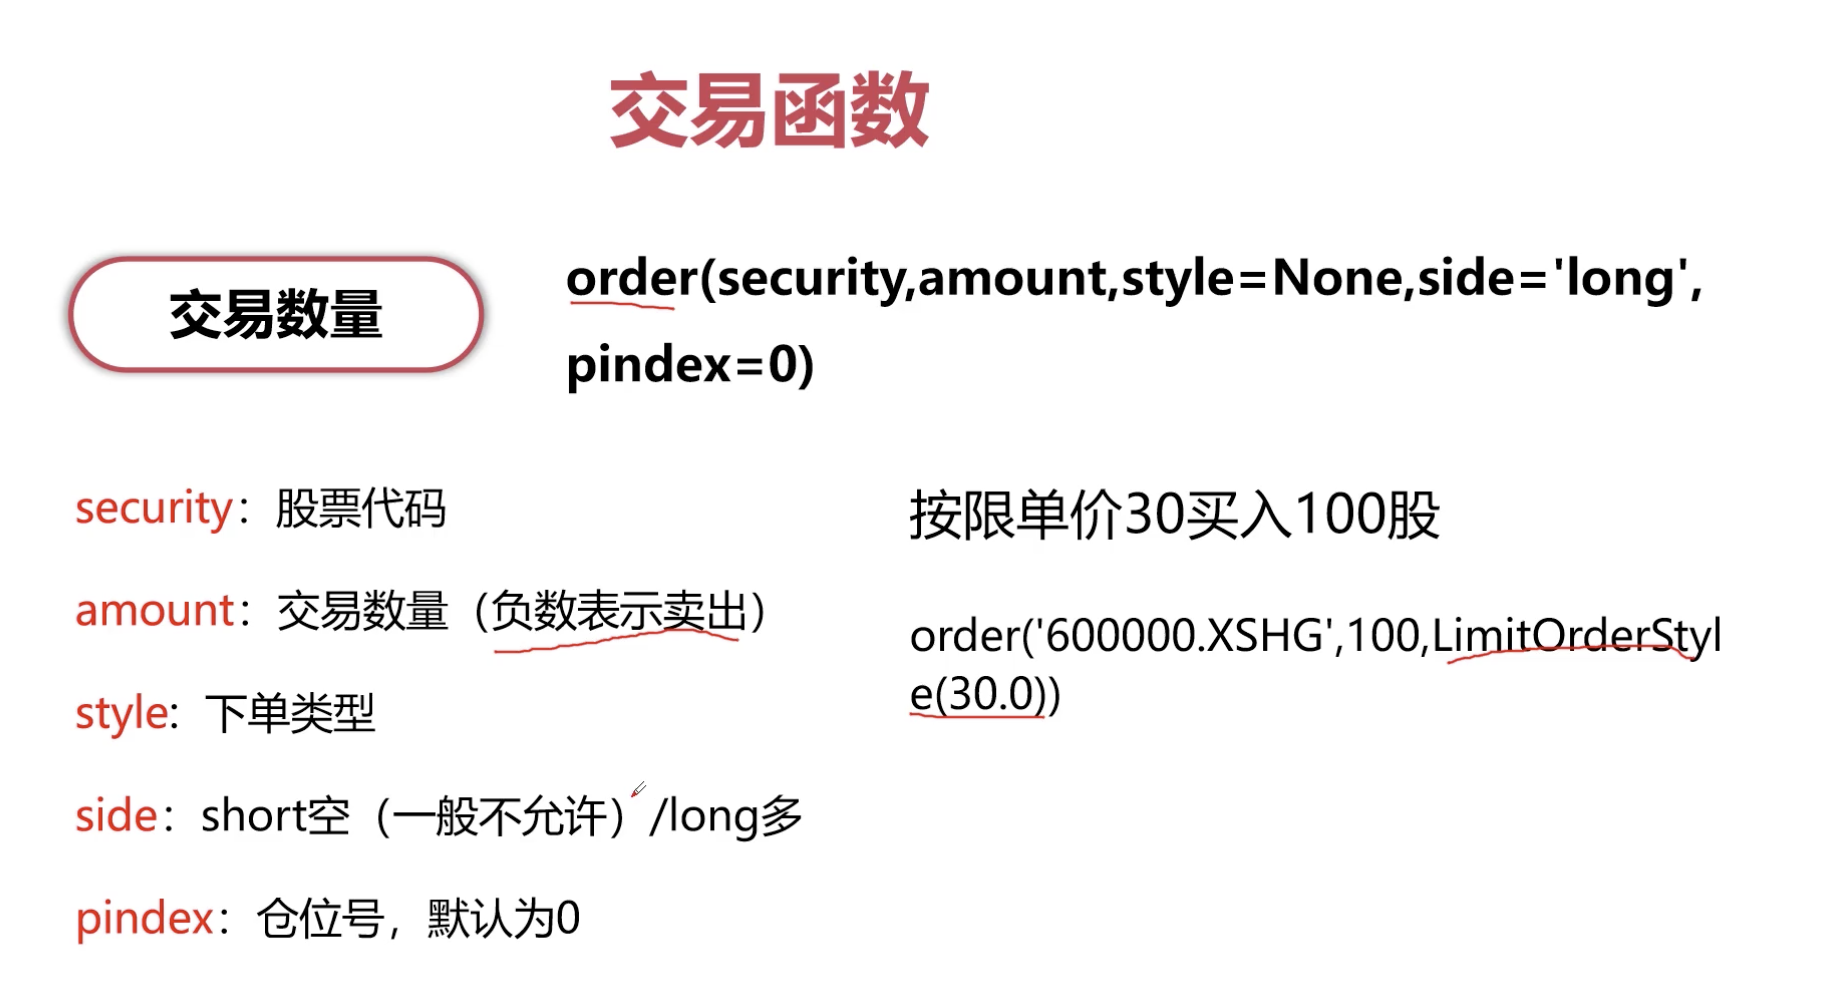 交易函数
交易数量
order(security,amount,style=None,side='long',
pindex=0)
security：股票代码
amount：交易数量（负数表示卖出）
style：下单类型
side：short空（一般不允许）/long多
pindex：仓位号，默认为0
按限单价30买入100股
order('600000.XSHG',100,LimitOrderStyl
e(30.0))